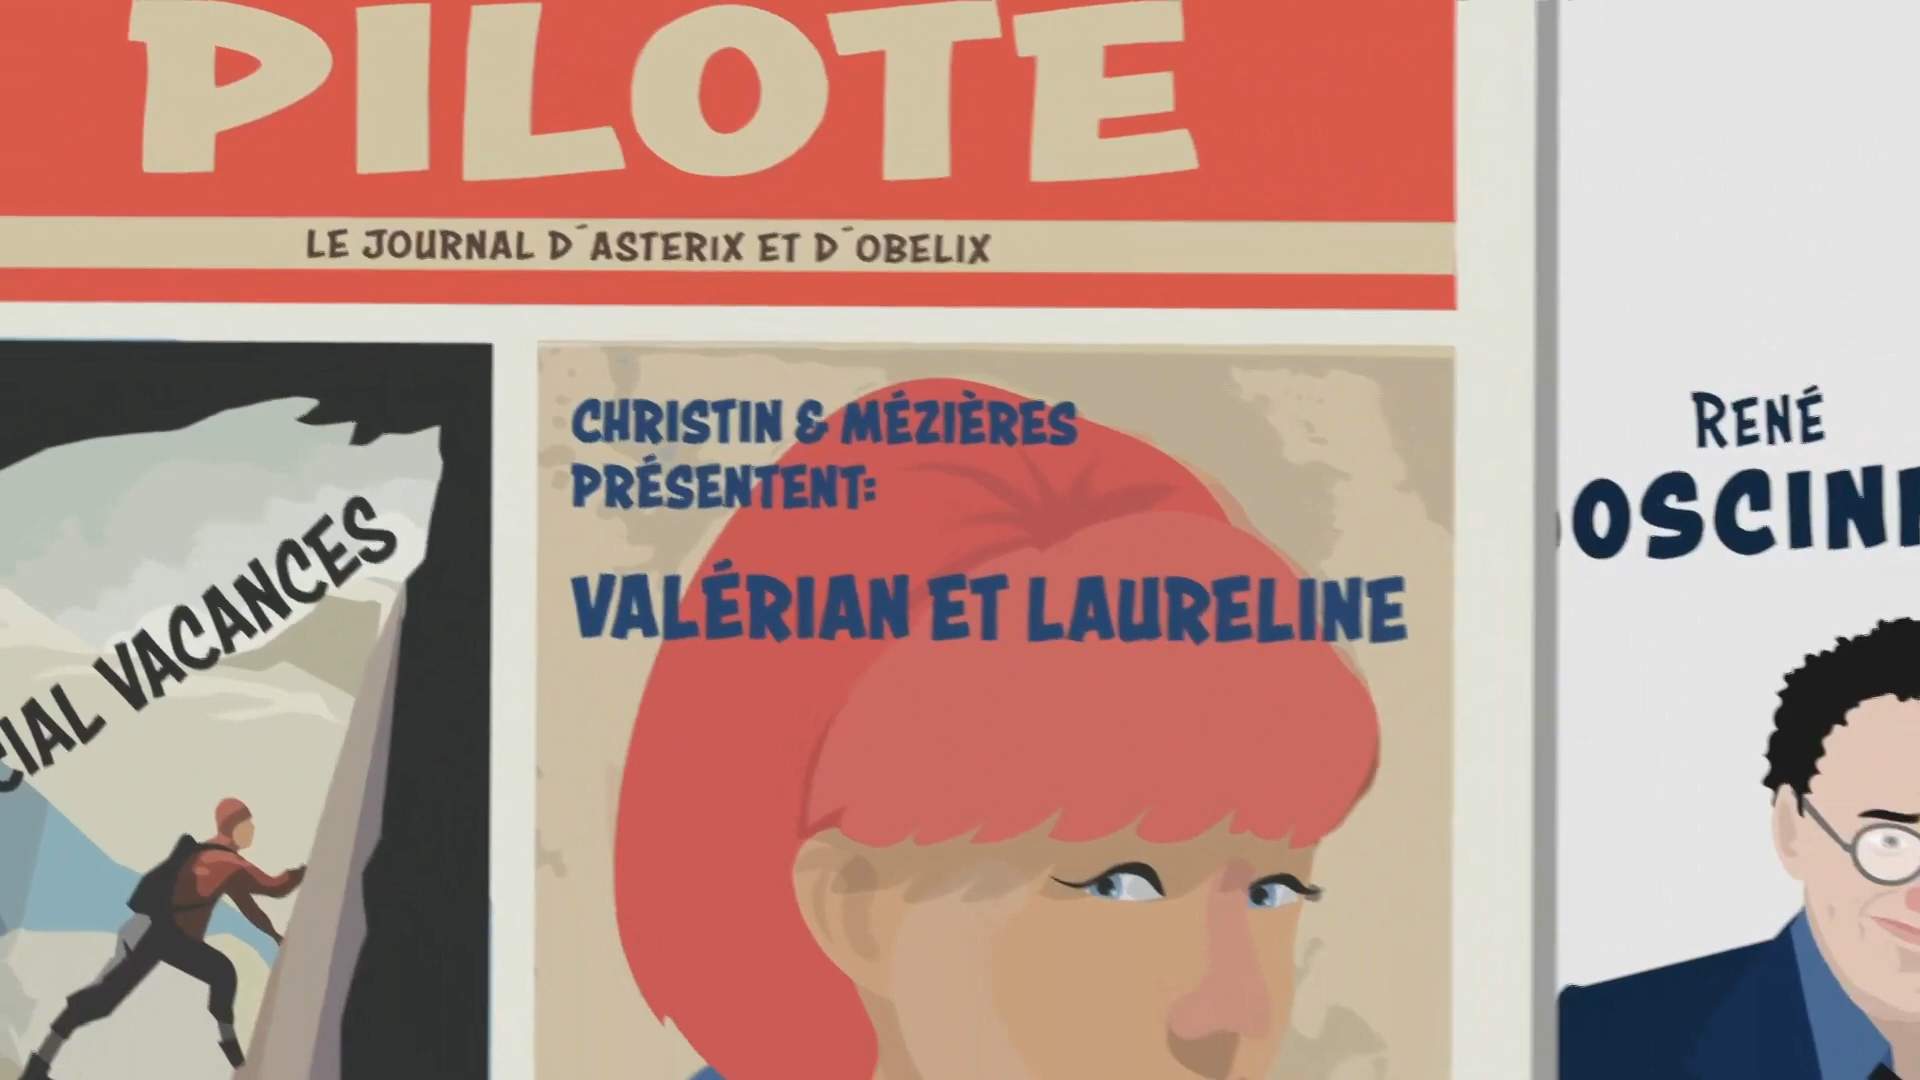 PILOTE
LE JOURNAL D´ASTERIX ET D´OBELIX
CIAL VACANCES
CHRISTIN & MÉZIÈRES
PRÉSENTENT:
VALÉRIAN ET LAURELINE
RENÉ
OSCIN